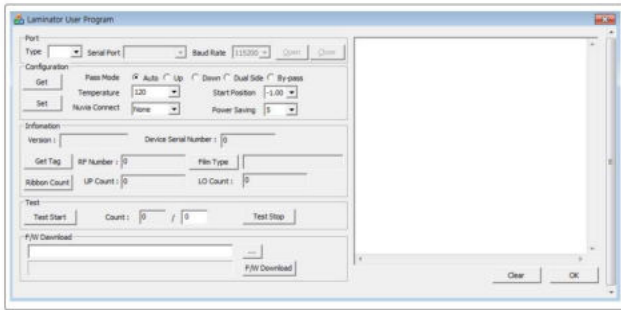 Laminator User Program
Port
Type Serial Port Baud Rate 115200 Open Close
Configuration
Get Pass Mode Auto Up Down Dual Side By-pass
Temperature 120 Start Position -1.00
Set Nuvia Connect None Power Saving 5
Infomation
Version : Device Serial Number : 0
Get Tag RF Number : 0 Film Type
Ribbon Count UP Count : 0 LO Count : 0
Test
Test Start Count : 0 / 0 Test Stop
F/W Download
...
F/W Download
Clear OK